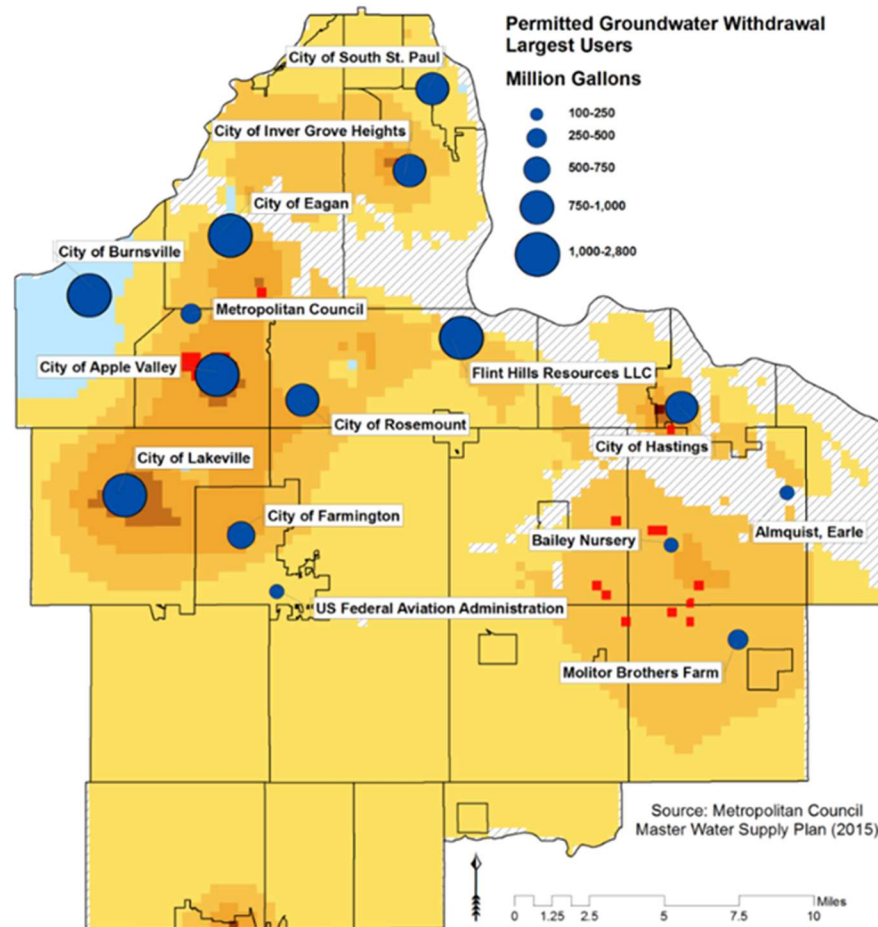 Permitted Groundwater Withdrawal
Largest Users
Million Gallons
100-250
250-500
500-750
750-1,000
1,000-2,800
City of South St. Paul
City of Inver Grove Heights
City of Eagan
City of Burnsville
Metropolitan Council
City of Apple Valley
Flint Hills Resources LLC
City of Rosemount
City of Hastings
City of Lakeville
City of Farmington
Almquist, Earle
Bailey Nursery
US Federal Aviation Administration
Molitor Brothers Farm
Source: Metropolitan Council
Master Water Supply Plan (2015)
Miles
0 1.25 2.5 5 7.5 10